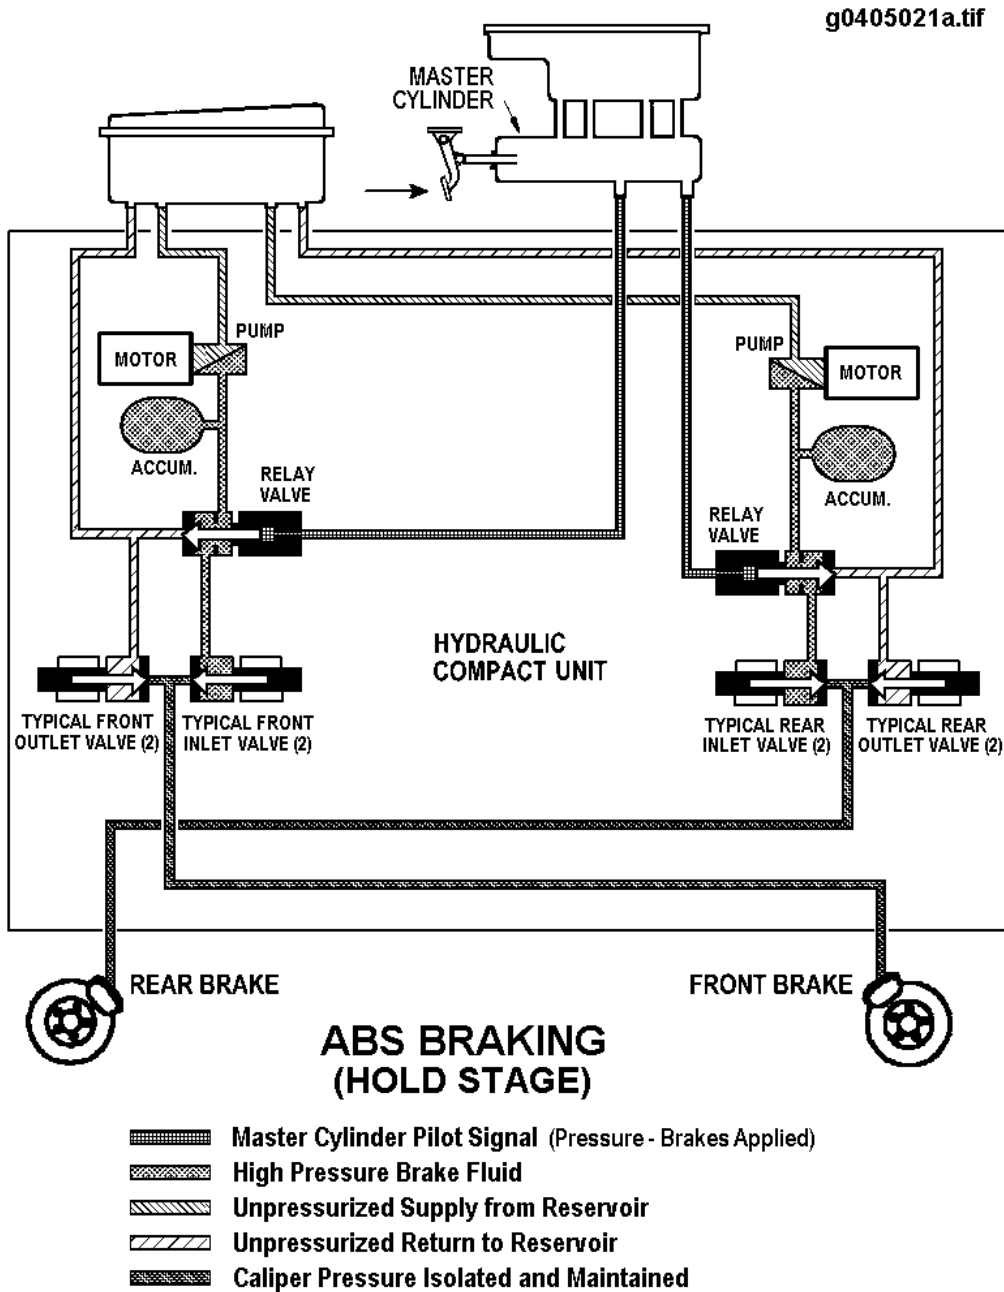 g0405021a.tif
MASTER
CYLINDER
PUMP
MOTOR
ACCUM.
RELAY
VALVE
PUMP
MOTOR
ACCUM.
RELAY
VALVE
HYDRAULIC
COMPACT UNIT
TYPICAL FRONT
OUTLET VALVE (2)
TYPICAL FRONT
INLET VALVE (2)
TYPICAL REAR
INLET VALVE (2)
TYPICAL REAR
OUTLET VALVE (2)
REAR BRAKE
FRONT BRAKE
ABS BRAKING
(HOLD STAGE)
Master Cylinder Pilot Signal (Pressure - Brakes Applied)
High Pressure Brake Fluid
Unpressurized Supply from Reservoir
Unpressurized Return to Reservoir
Caliper Pressure Isolated and Maintained